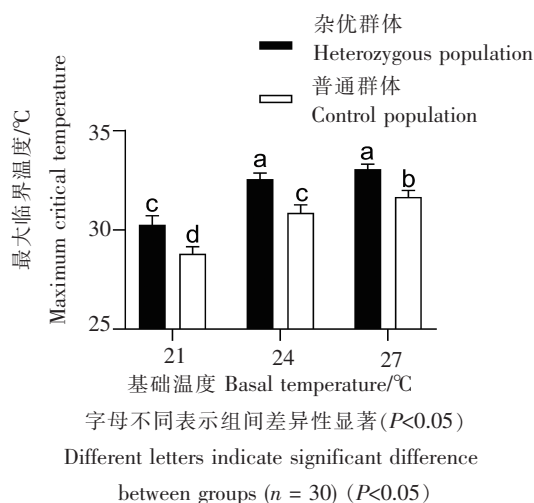 杂优群体
Heterozygous population
普通群体
Control population
最大临界温度/℃
Maximum critical temperature
35
30
25
c
d
a
c
a
b
21
24
27
基础温度 Basal temperature/℃
字母不同表示组间差异性显著(P<0.05)
Different letters indicate significant difference
between groups (n = 30) (P<0.05)